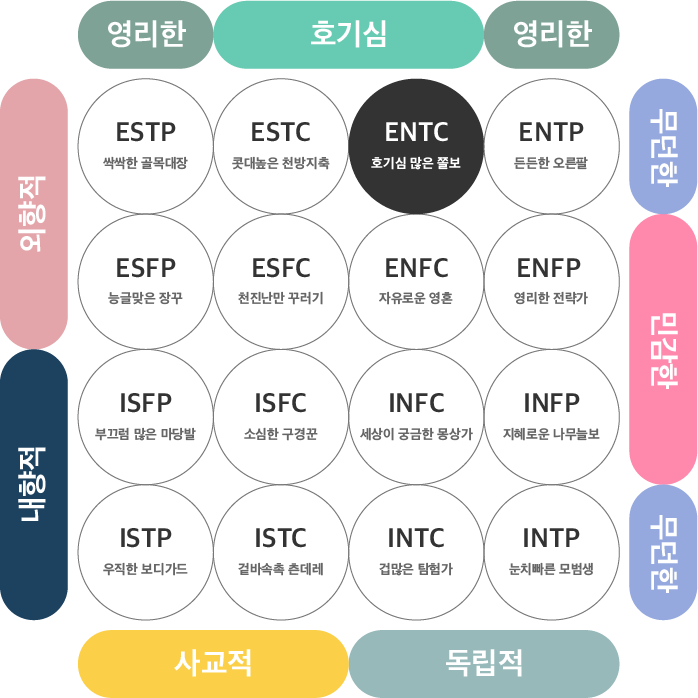 영리한
호기심
영리한
외향적
내향적
ESTP
싹싹한 골목대장
ESTC
콧대높은 천방지축
ENTC
호기심 많은 쫄보
ENTP
든든한 오른팔
ESFP
능글맞은 장꾸
ESFC
천진난만 꾸러기
ENFC
자유로운 영혼
ENFP
영리한 전략가
ISFP
부끄럼 많은 마당발
ISFC
소심한 구경꾼
INFC
세상이 궁금한 몽상가
INFP
지혜로운 나무늘보
ISTP
우직한 보디가드
ISTC
겉바속촉 츤데레
INTC
겁많은 탐험가
INTP
눈치빠른 모범생
무던한
민감한
무던한
사교적
독립적